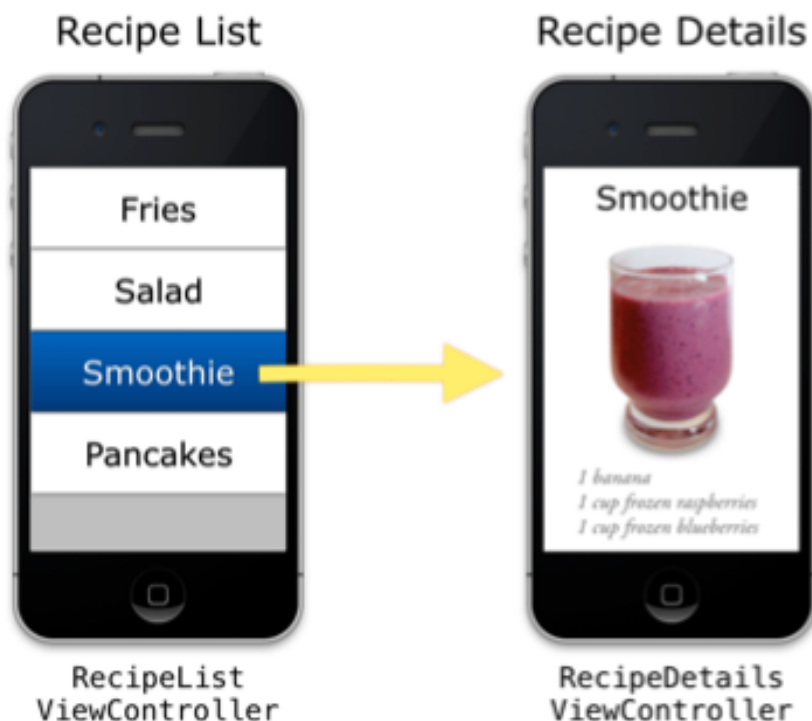 Recipe List
Fries
Salad
Smoothie
Pancakes
RecipeList
ViewController
Recipe Details
Smoothie
1 banana
1 cup frozen raspberries
1 cup frozen blueberries
RecipeDetails
ViewController